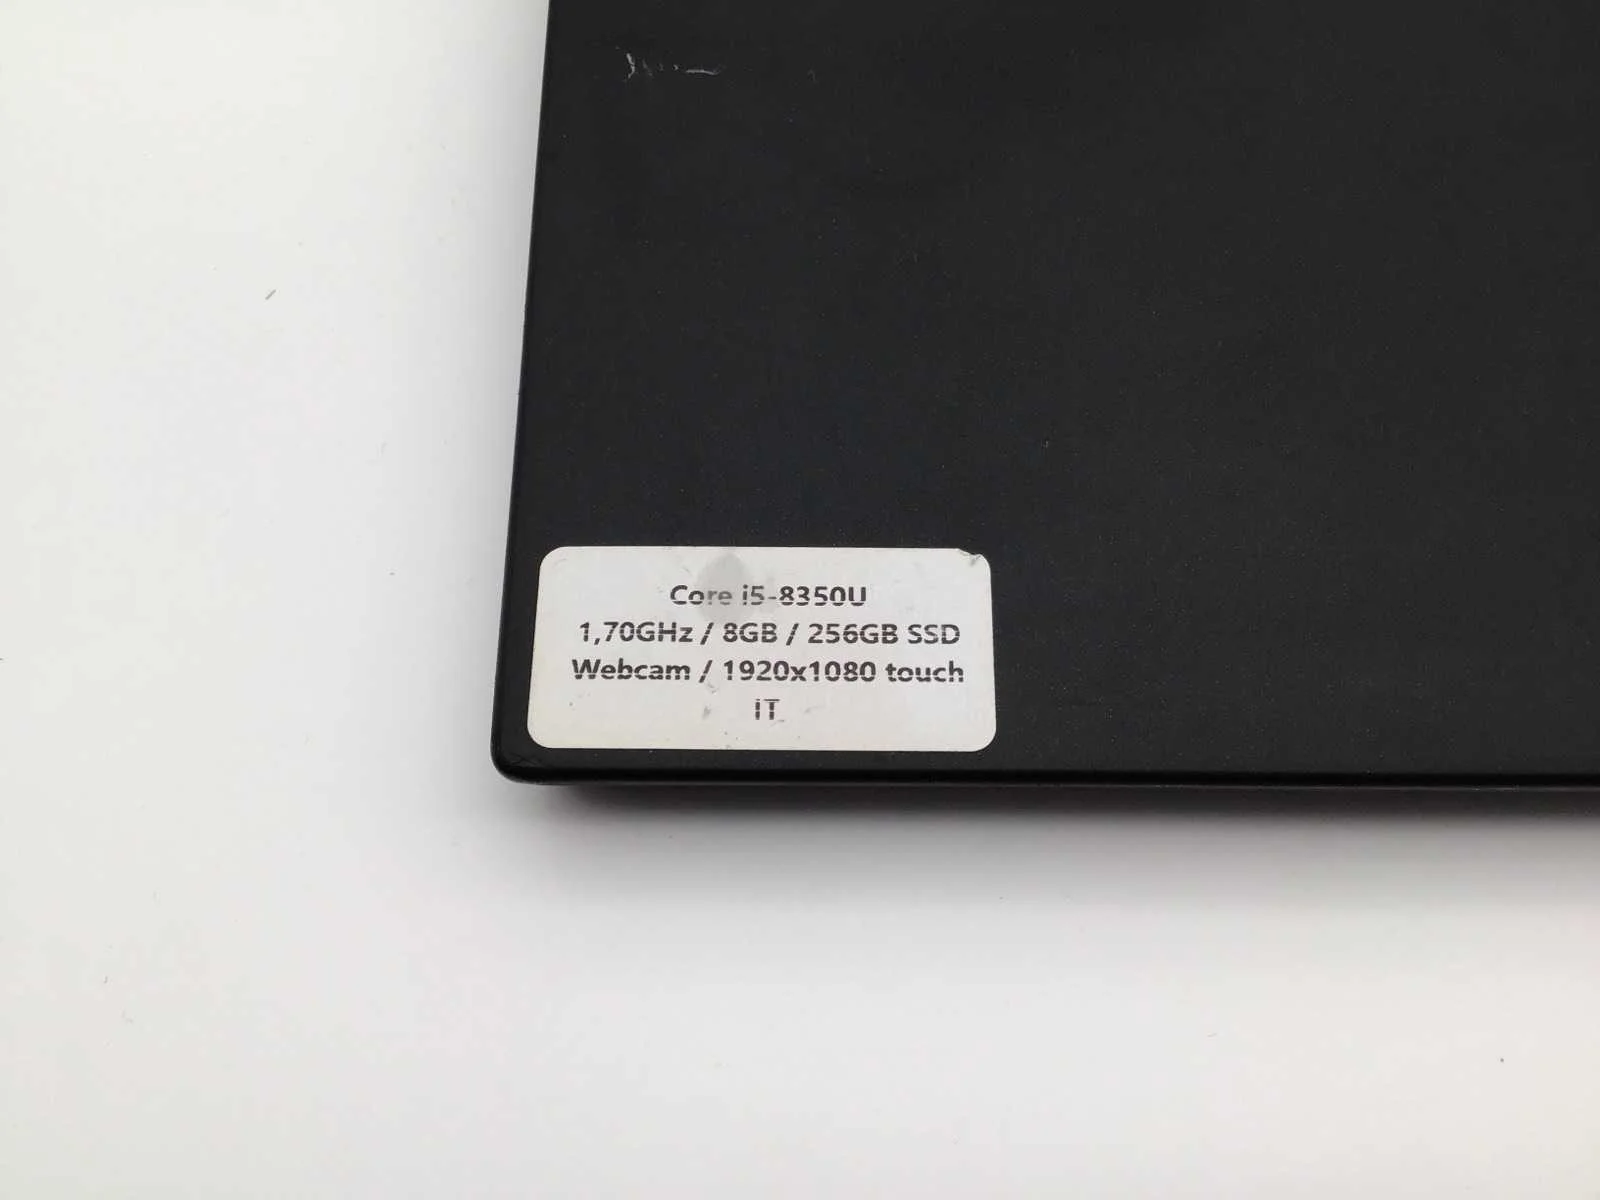 Core i5-8350U
1,70GHz / 8GB / 256GB SSD
Webcam / 1920x1080 touch
iT